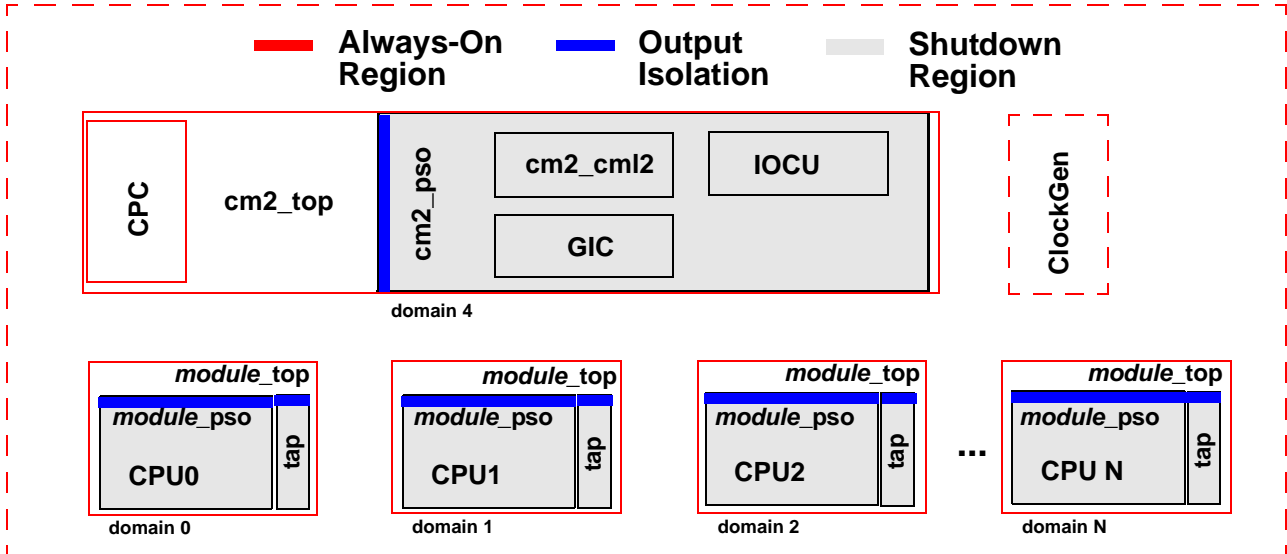 Always-On
Region
Output
Isolation
Shutdown
Region
CPC
cm2_top
cm2_pso
cm2_cml2
IOCU
GIC
ClockGen
domain 4
module_top
module_pso
CPU0
tap
domain 0
module_top
module_pso
CPU1
tap
domain 1
module_top
module_pso
CPU2
tap
domain 2
...
module_top
module_pso
CPU N
tap
domain N